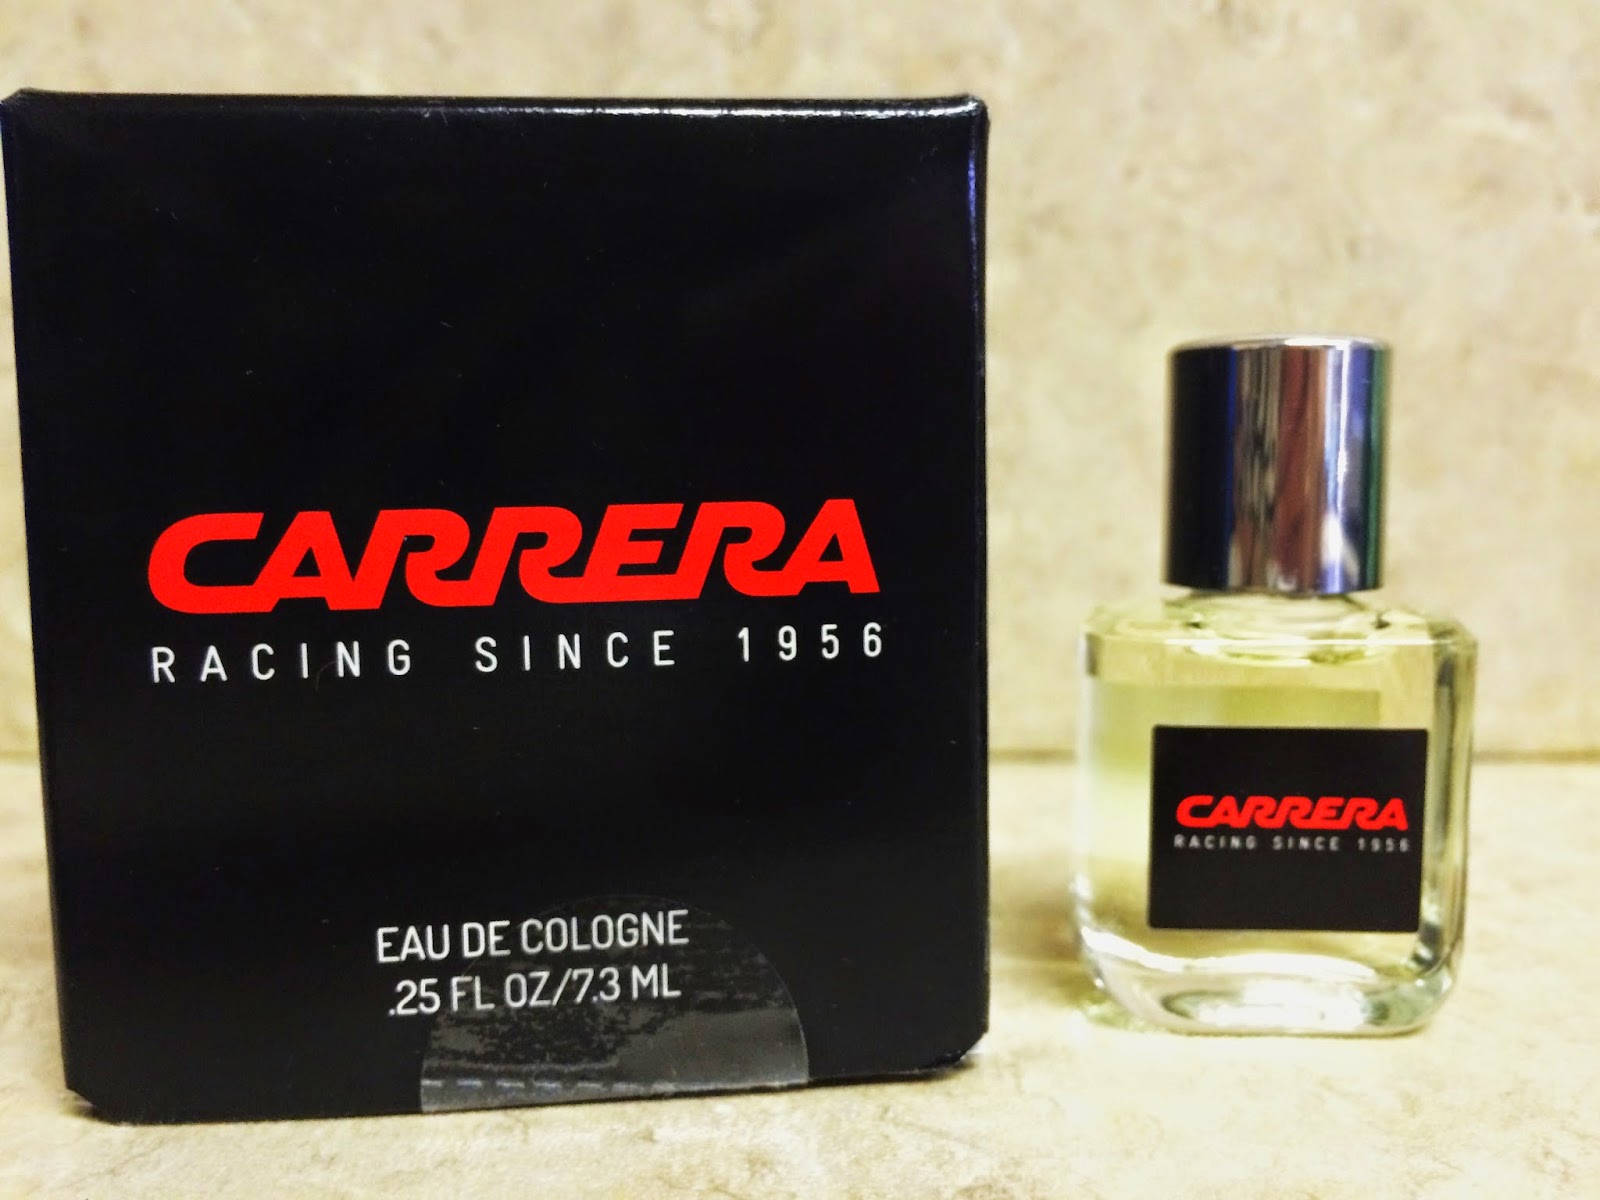 CARRERA
RACING SINCE 1956
EAU DE COLOGNE
.25 FL OZ/7.3 ML
CARRERA
RACING SINCE 1956